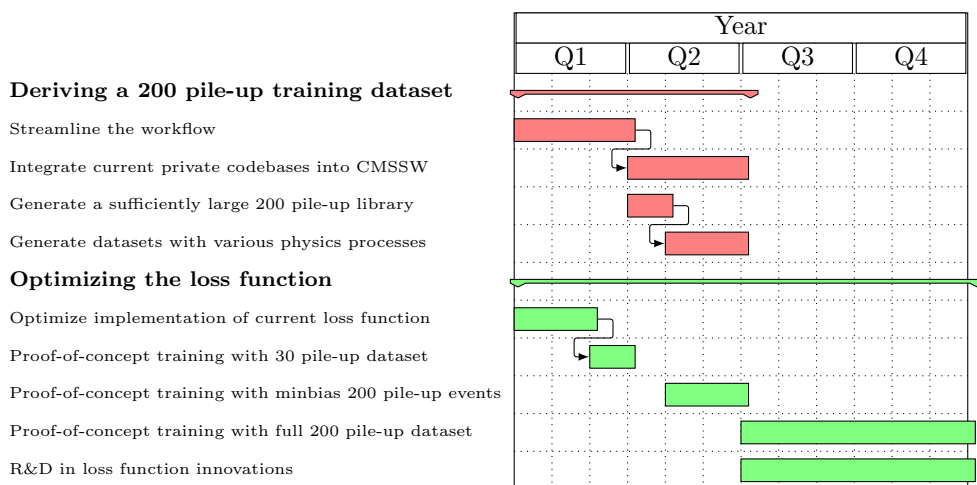 Year
Q1 Q2 Q3 Q4
Deriving a 200 pile-up training dataset
Streamline the workflow
Integrate current private codebases into CMSSW
Generate a sufficiently large 200 pile-up library
Generate datasets with various physics processes
Optimizing the loss function
Optimize implementation of current loss function
Proof-of-concept training with 30 pile-up dataset
Proof-of-concept training with minbias 200 pile-up events
Proof-of-concept training with full 200 pile-up dataset
R&D in loss function innovations